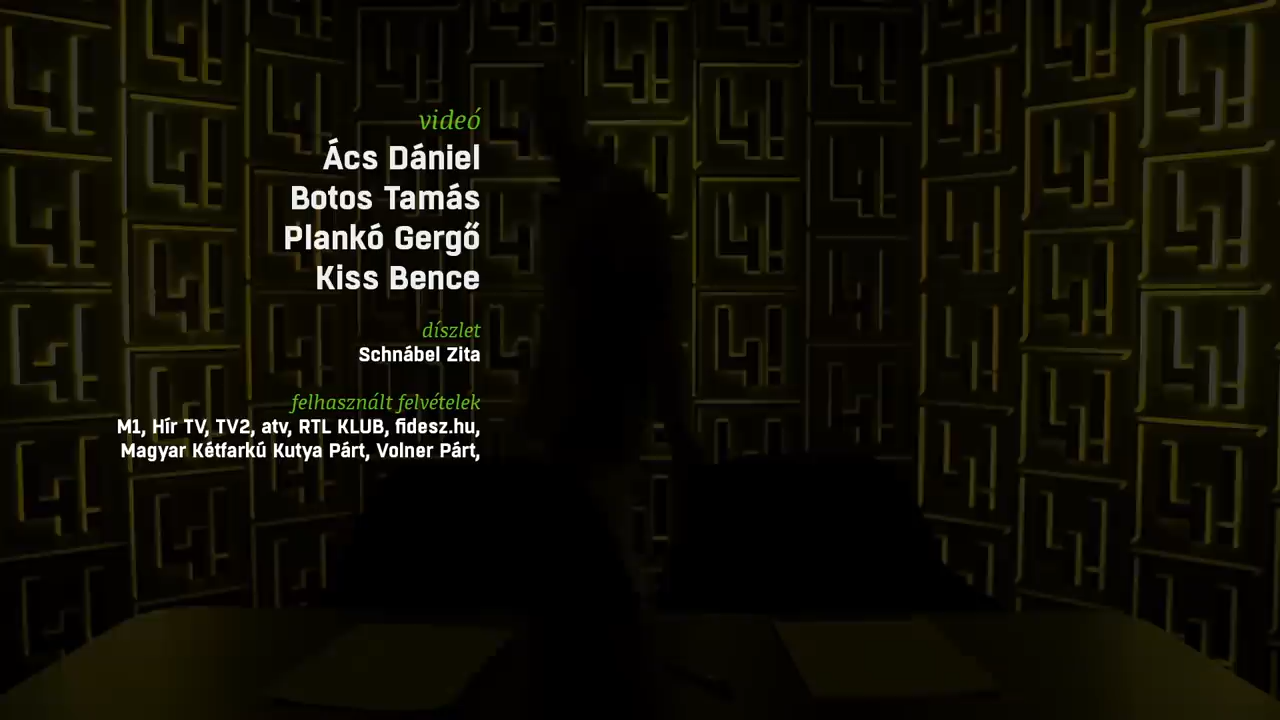 videó
Ács Dániel
Botos Tamás
Plankó Gergő
Kiss Bence
díszlet
Schnábel Zita
felhasznált felvételek
M1, Hír TV, TV2, atv, RTL KLUB, fidesz.hu,
Magyar Kétfarkú Kutya Párt, Volner Párt,